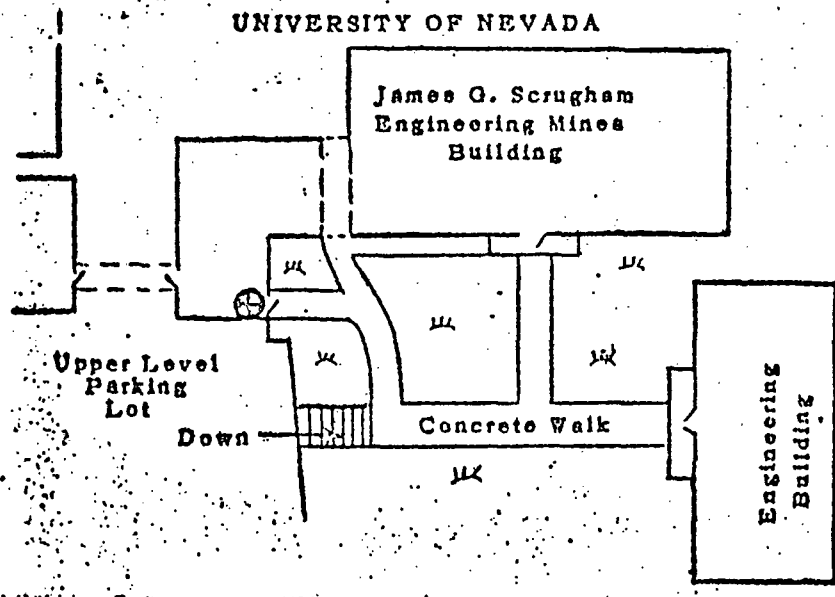 UNIVERSITY OF NEVADA
James G. Scrugham
Engineering Mines
Building
Upper Level
Parking
Lot
Down
Concrete Walk
Engineering
Building